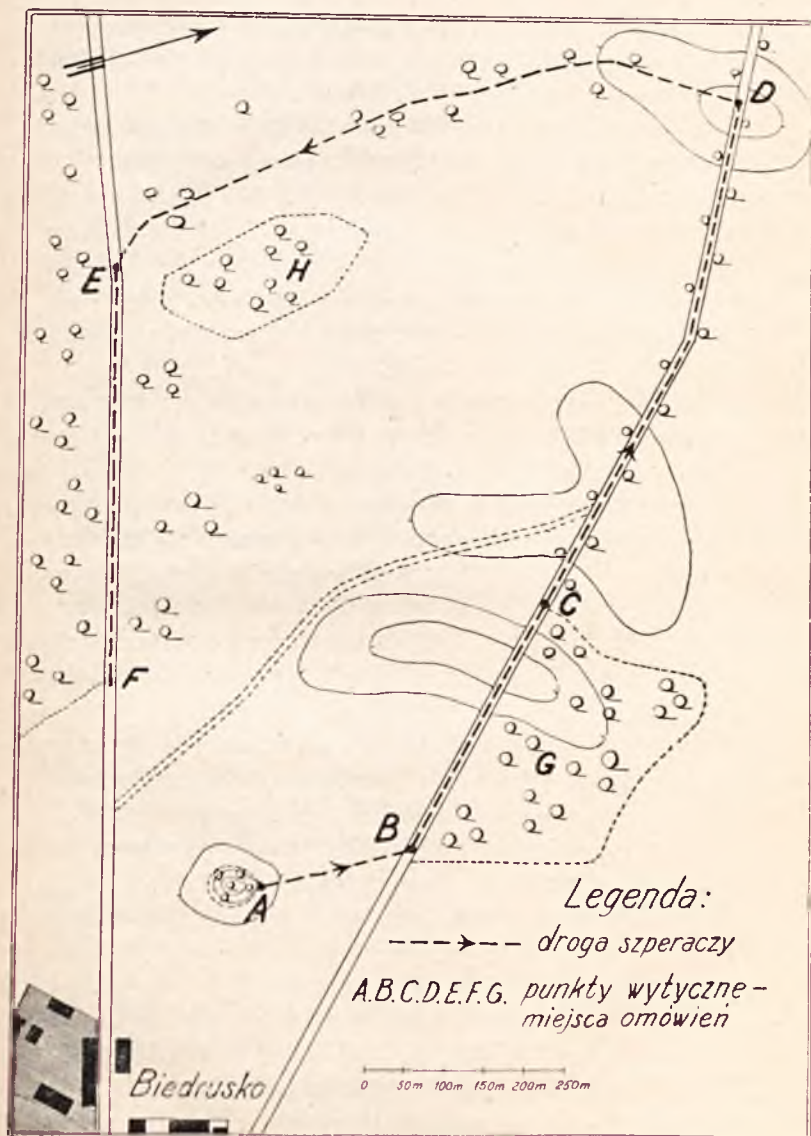 D
E
H
C
F
G
B
A
Legenda:
droga szperaczy
A.B.C.D.E.F.G. punkty wytyczne-
miejsca omówień
Biedrusko
0 50m 100m 150m 200m 250m